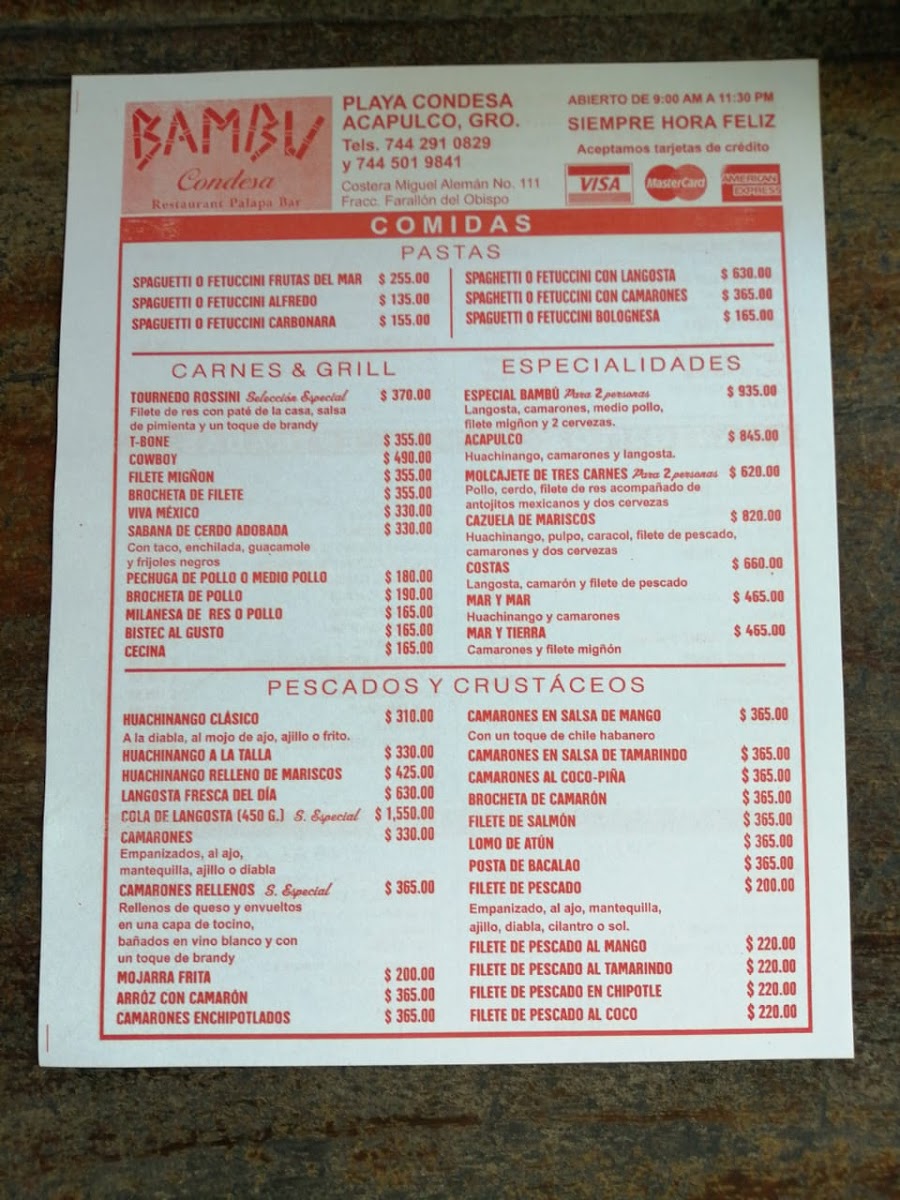 BAMBU
Condesa
Restaurant Palapa Bar
PLAYA CONDESA
ACAPULCO, GRO.
Tels. 744 291 0829
y 744 501 9841
Costera Miguel Alemán No. 111
Fracc. Farallón del Obispo
ABIERTO DE 9:00 AM A 11:30 PM
SIEMPRE HORA FELIZ
Aceptamos tarjetas de crédito
VISA MasterCard AMERICAN EXPRESS
COMIDAS
PASTAS
SPAGUETTI O FETUCCINI FRUTAS DEL MAR $ 255.00
SPAGUETTI O FETUCCINI ALFREDO $ 135.00
SPAGUETTI O FETUCCINI CARBONARA $ 155.00
SPAGHETTI O FETUCCINI CON LANGOSTA $ 630.00
SPAGHETTI O FETUCCINI CON CAMARONES $ 365.00
SPAGUETTI O FETUCCINI BOLOGNESA $ 165.00
CARNES & GRILL
TOURNEDO ROSSINI Selección Especial $ 370.00
Filete de res con paté de la casa, salsa
de pimienta y un toque de brandy
T-BONE $ 355.00
COWBOY $ 490.00
FILETE MIGÑON $ 355.00
BROCHETA DE FILETE $ 355.00
VIVA MÉXICO $ 330.00
SABANA DE CERDO ADOBADA $ 330.00
Con taco, enchilada, guacamole
y frijoles negros
PECHUGA DE POLLO O MEDIO POLLO $ 180.00
BROCHETA DE POLLO $ 190.00
MILANESA DE RES O POLLO $ 165.00
BISTEC AL GUSTO $ 165.00
CECINA $ 165.00
ESPECIALIDADES
ESPECIAL BAMBÚ Para 2 personas $ 935.00
Langosta, camarones, medio pollo,
filete migñon y 2 cervezas.
ACAPULCO $ 845.00
Huachinango, camarones y langosta.
MOLCAJETE DE TRES CARNES Para 2 personas $ 620.00
Pollo, cerdo, filete de res acompañado de
antojitos mexicanos y dos cervezas
CAZUELA DE MARISCOS $ 820.00
Huachinango, pulpo, caracol, filete de pescado,
camarones y dos cervezas
COSTAS $ 660.00
Langosta, camarón y filete de pescado
MAR Y MAR $ 465.00
Huachinango y camarones
MAR Y TIERRA $ 465.00
Camarones y filete migñón
PESCADOS Y CRUSTÁCEOS
HUACHINANGO CLÁSICO $ 310.00
A la diabla, al mojo de ajo, ajillo o frito.
HUACHINANGO A LA TALLA $ 330.00
HUACHINANGO RELLENO DE MARISCOS $ 425.00
LANGOSTA FRESCA DEL DÍA $ 630.00
COLA DE LANGOSTA (450 G.) S. Especial $ 1,550.00
CAMARONES $ 330.00
Empanizados, al ajo,
mantequilla, ajillo o diabla
CAMARONES RELLENOS S. Especial $ 365.00
Rellenos de queso y envueltos
en una capa de tocino,
bañados en vino blanco y con
un toque de brandy
MOJARRA FRITA $ 200.00
ARRÓZ CON CAMARÓN $ 365.00
CAMARONES ENCHIPOTLADOS $ 365.00
CAMARONES EN SALSA DE MANGO $ 365.00
Con un toque de chile habanero
CAMARONES EN SALSA DE TAMARINDO $ 365.00
CAMARONES AL COCO-PIÑA $ 365.00
BROCHETA DE CAMARÓN $ 365.00
FILETE DE SALMÓN $ 365.00
LOMO DE ATÚN $ 365.00
POSTA DE BACALAO $ 365.00
FILETE DE PESCADO $ 200.00
Empanizado, al ajo, mantequilla,
ajillo, diabla, cilantro o sol.
FILETE DE PESCADO AL MANGO $ 220.00
FILETE DE PESCADO AL TAMARINDO $ 220.00
FILETE DE PESCADO EN CHIPOTLE $ 220.00
FILETE DE PESCADO AL COCO $ 220.00